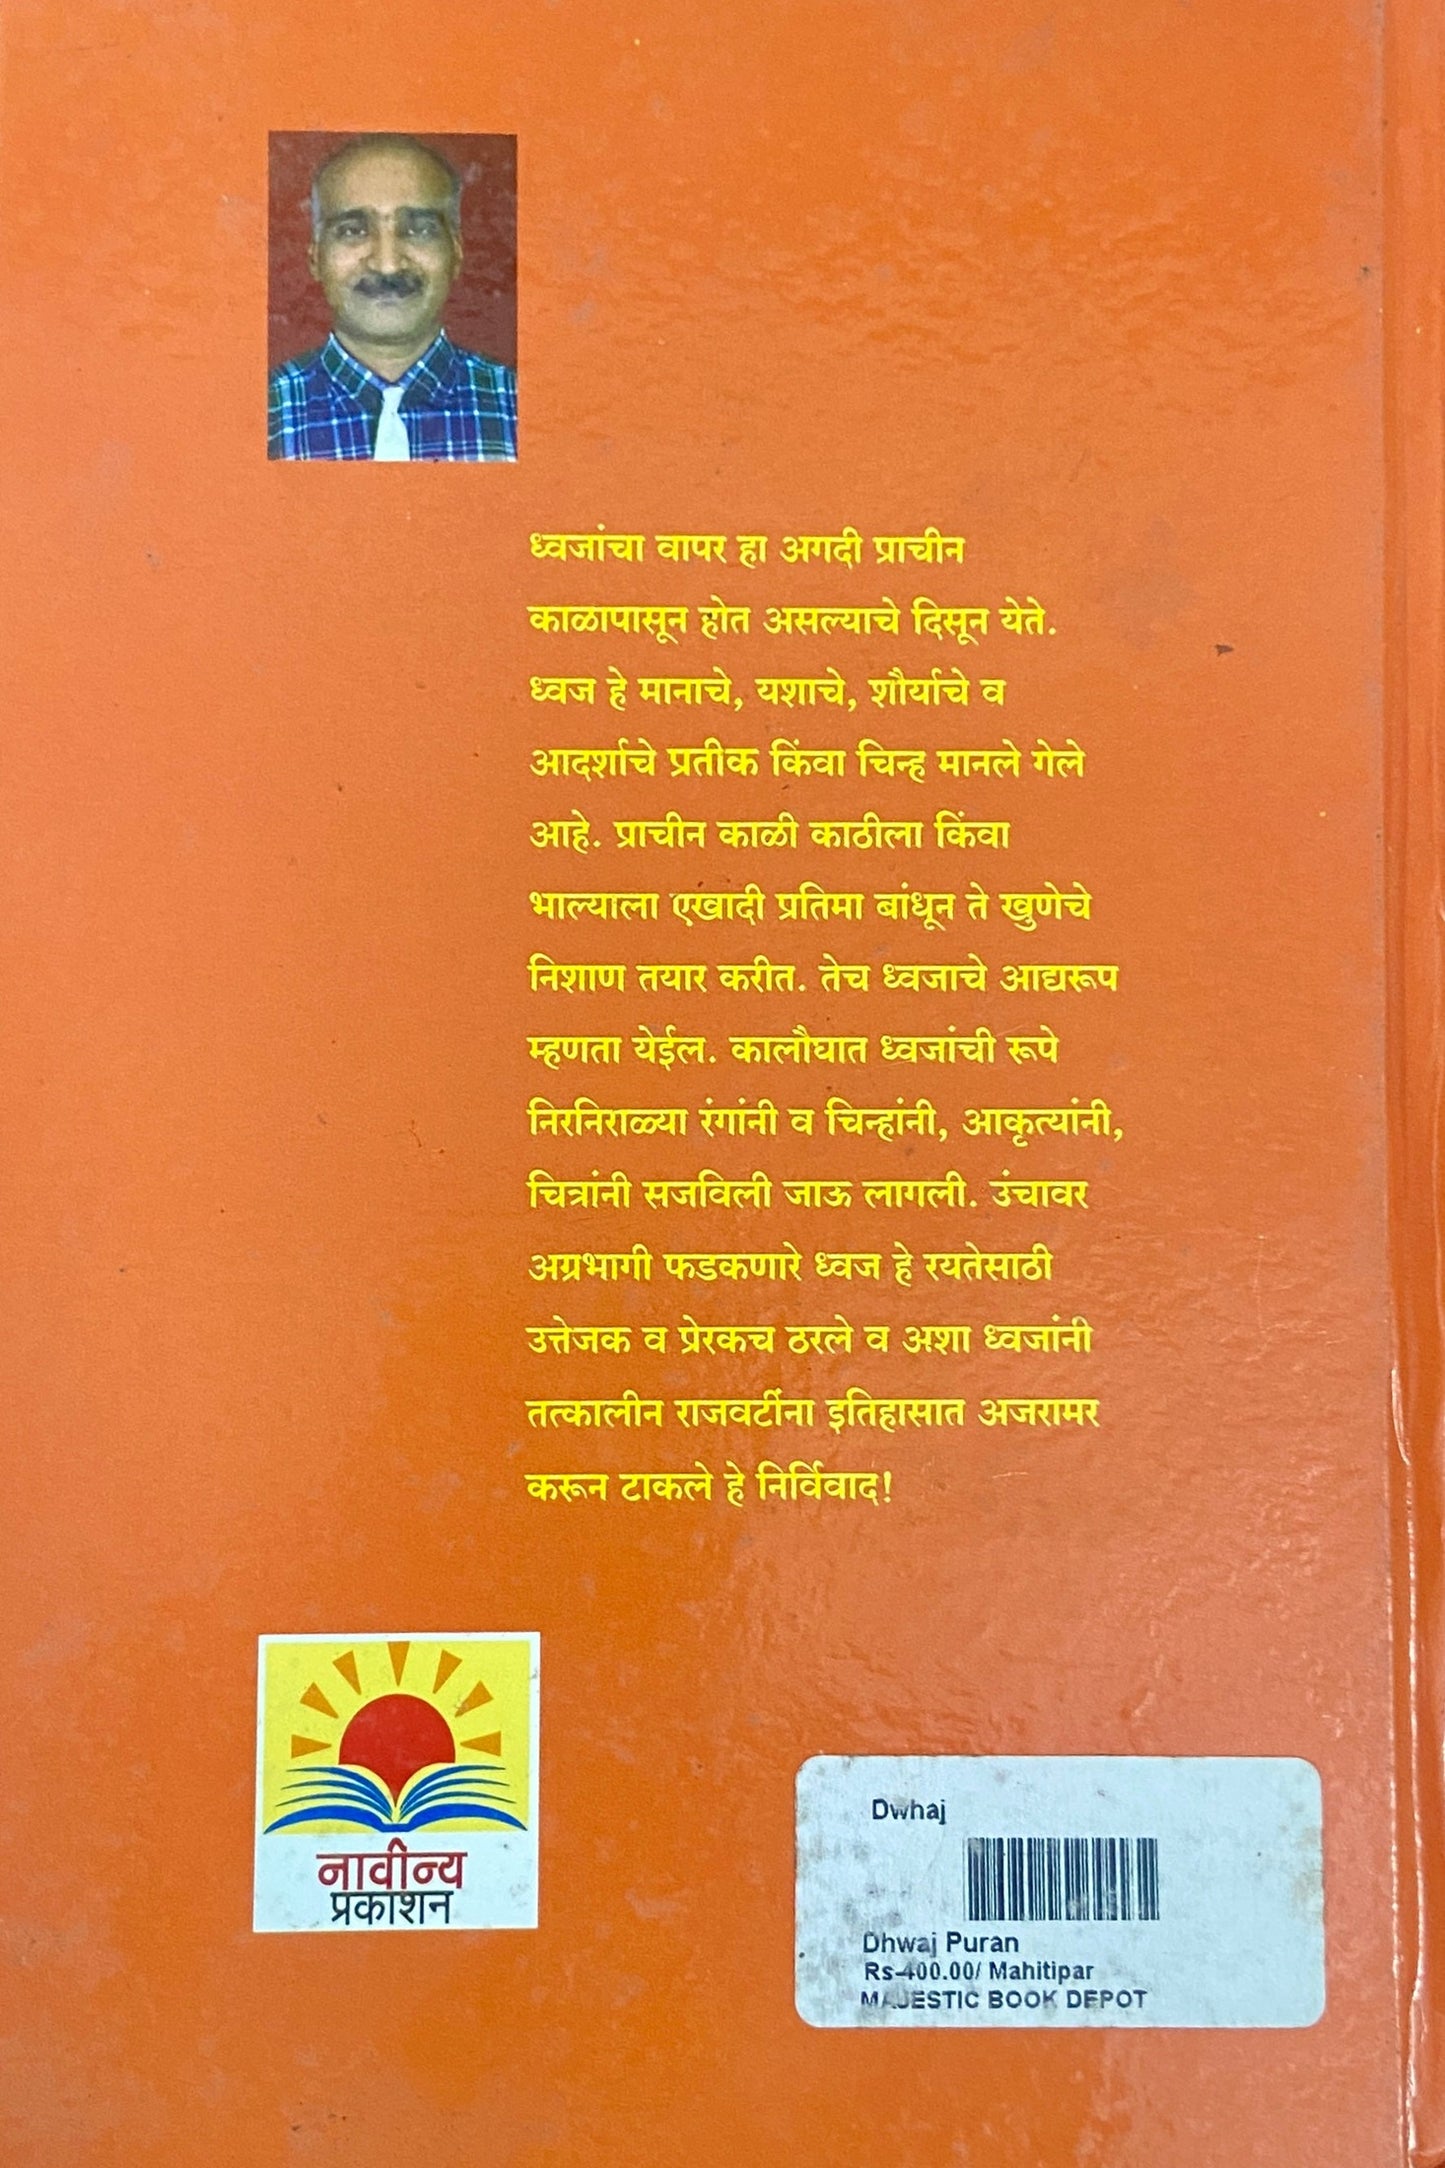 ध्वजांचा वापर हा अगदी प्राचीन
काळापासून होत असल्याचे दिसून येते.
ध्वज हे मानाचे, यशाचे, शौर्याचे व
आदर्शाचे प्रतीक किंवा चिन्ह मानले गेले
आहे. प्राचीन काळी काठीला किंवा
भाल्याला एखादी प्रतिमा बांधून ते खुणेचे
निशाण तयार करीत. तेच ध्वजाचे आद्यरूप
म्हणता येईल. कालौघात ध्वजांची रूपे
निरनिराळ्या रंगांनी व चिन्हांनी, आकृत्यांनी,
चित्रांनी सजविली जाऊ लागली. उंचावर
अग्रभागी फडकणारे ध्वज हे रयतेसाठी
उत्तेजक व प्रेरकच ठरले व अशा ध्वजांनी
तत्कालीन राजवटींना इतिहासात अजरामर
करून टाकले हे निर्विवाद!
नावीन्य
प्रकाशन
Dwhaj
Dhwaj Puran
Rs-400.00/ Mahitipar
MAJESTIC BOOK DEPOT